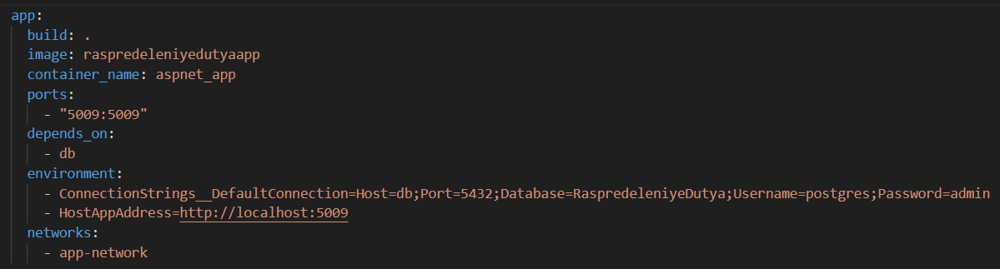 app:
build: .
image: raspredeleniyedutyaapp
container_name: aspnet_app
ports:
- "5009:5009"
depends_on:
- db
environment:
- ConnectionStrings__DefaultConnection=Host=db;Port=5432;Database=RaspredeleniyeDutya;Username=postgres;Password=admin
- HostAppAddress=http://localhost:5009
networks:
- app-network